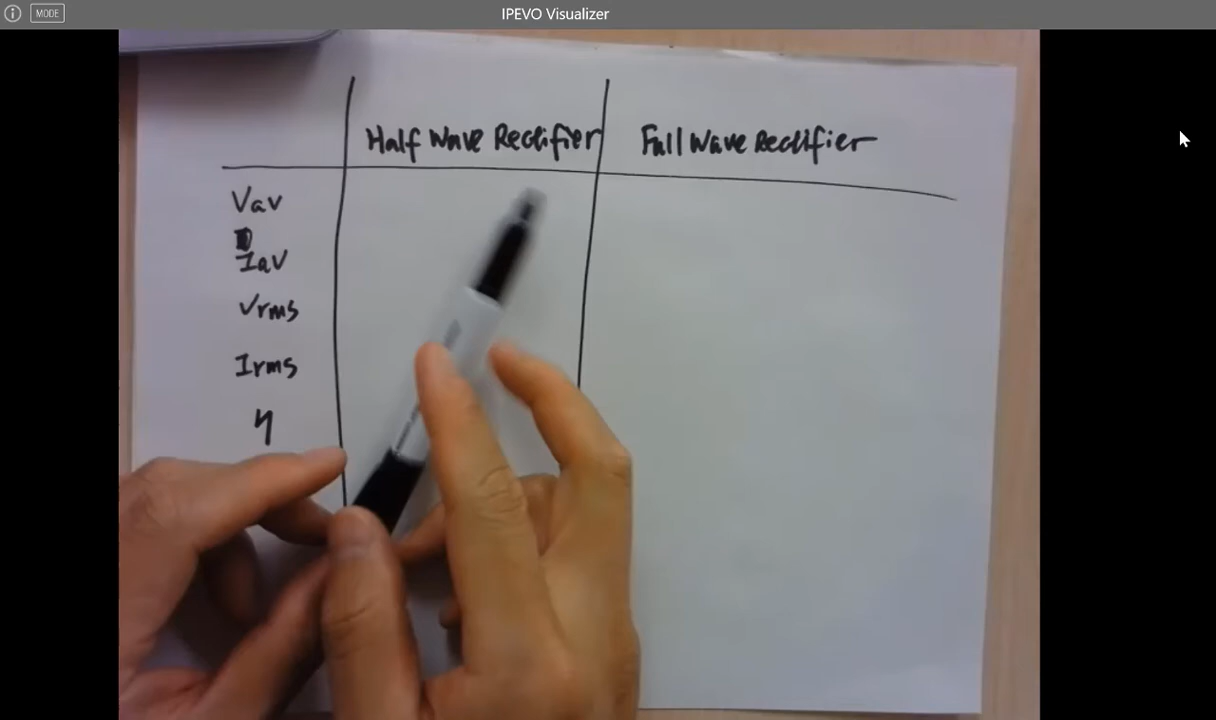 MODE IPEVO Visualizer
Half Wave Rectifier Full Wave Rectifier
Vav
Iav
Vrms
Irms
η